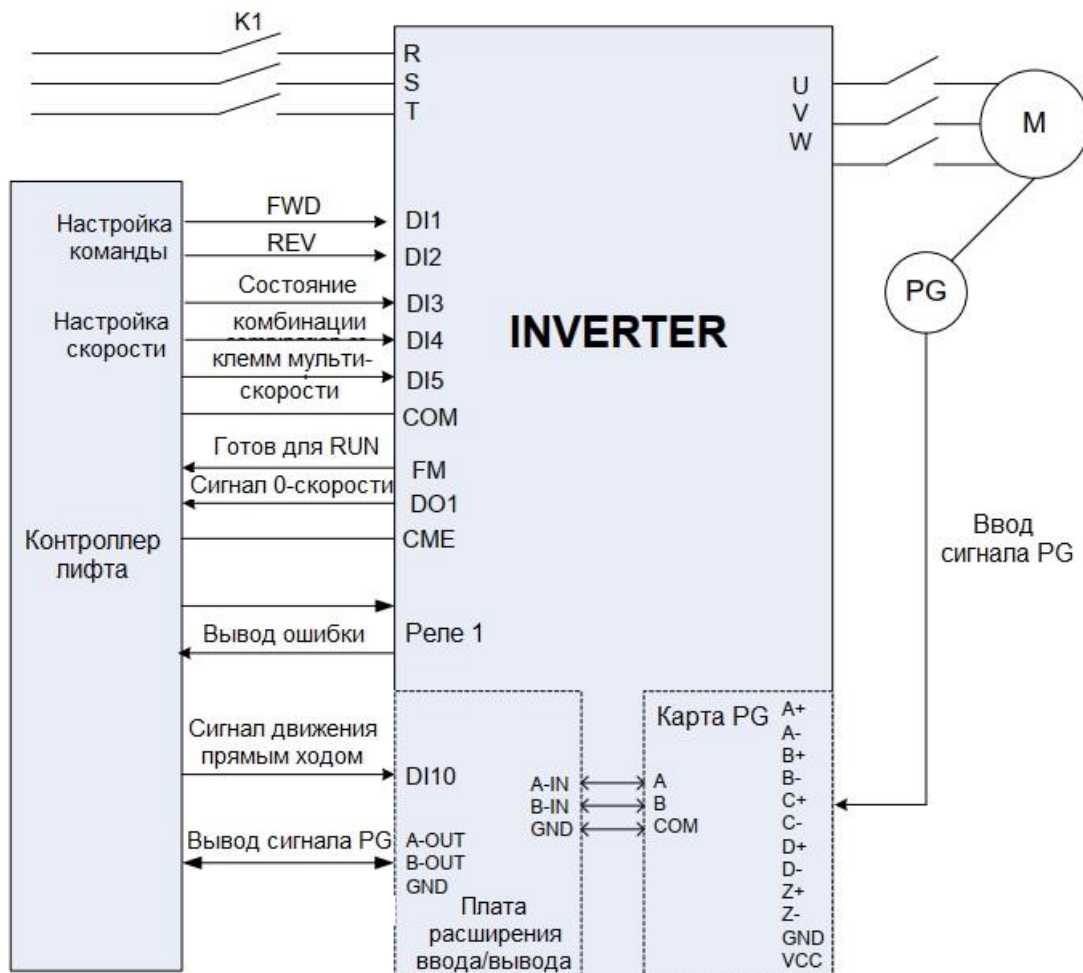 K1
R
S
T
U
V
W
M
Настройка
команды
FWD
DI1
REV
DI2
Состояние
DI3
Настройка
скорости
комбинации
DI4
клемм мульти-
DI5
скорости
COM
INVERTER
PG
Готов для RUN
FM
Сигнал 0-скорости
DO1
CME
Контроллер
лифта
Ввод
сигнала PG
Вывод ошибки
Реле 1
Сигнал движения
прямым ходом
DI10
A-IN
B-IN
GND
Вывод сигнала PG
A-OUT
B-OUT
GND
Плата
расширения
ввода/вывода
Карта PG
A
B
COM
A+
A-
B+
B-
C+
C-
D+
D-
Z+
Z-
GND
VCC